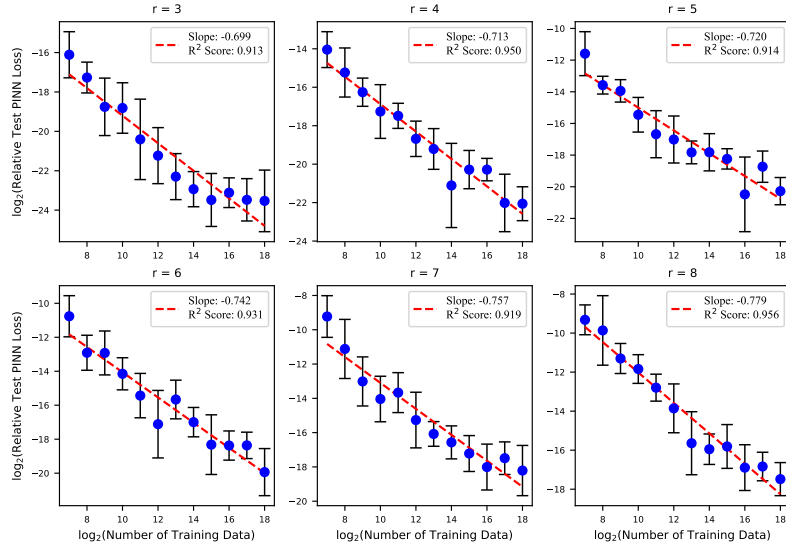 r = 3
r = 4
r = 5
log₂(Relative Test PINN Loss)
−16
−18
−20
−22
−24
Slope: -0.699
R² Score: 0.913
8 10 12 14 16 18
−14
−16
−18
−20
−22
−24
Slope: -0.713
R² Score: 0.950
8 10 12 14 16 18
−10
−12
−14
−16
−18
−20
−22
Slope: -0.720
R² Score: 0.914
8 10 12 14 16 18
r = 6
r = 7
r = 8
log₂(Relative Test PINN Loss)
−10
−12
−14
−16
−18
−20
Slope: -0.742
R² Score: 0.931
8 10 12 14 16 18
log₂(Number of Training Data)
−8
−10
−12
−14
−16
−18
−20
Slope: -0.757
R² Score: 0.919
8 10 12 14 16 18
log₂(Number of Training Data)
−8
−10
−12
−14
−16
−18
Slope: -0.779
R² Score: 0.956
8 10 12 14 16 18
log₂(Number of Training Data)